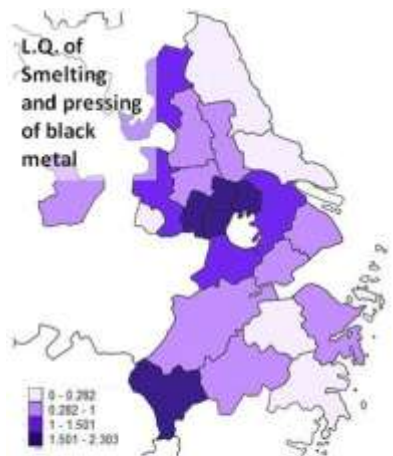 L.Q. of
Smelting
and pressing
of black
metal
0 - 0.282
0.282 - 1
1 - 1.501
1.501 - 2.303